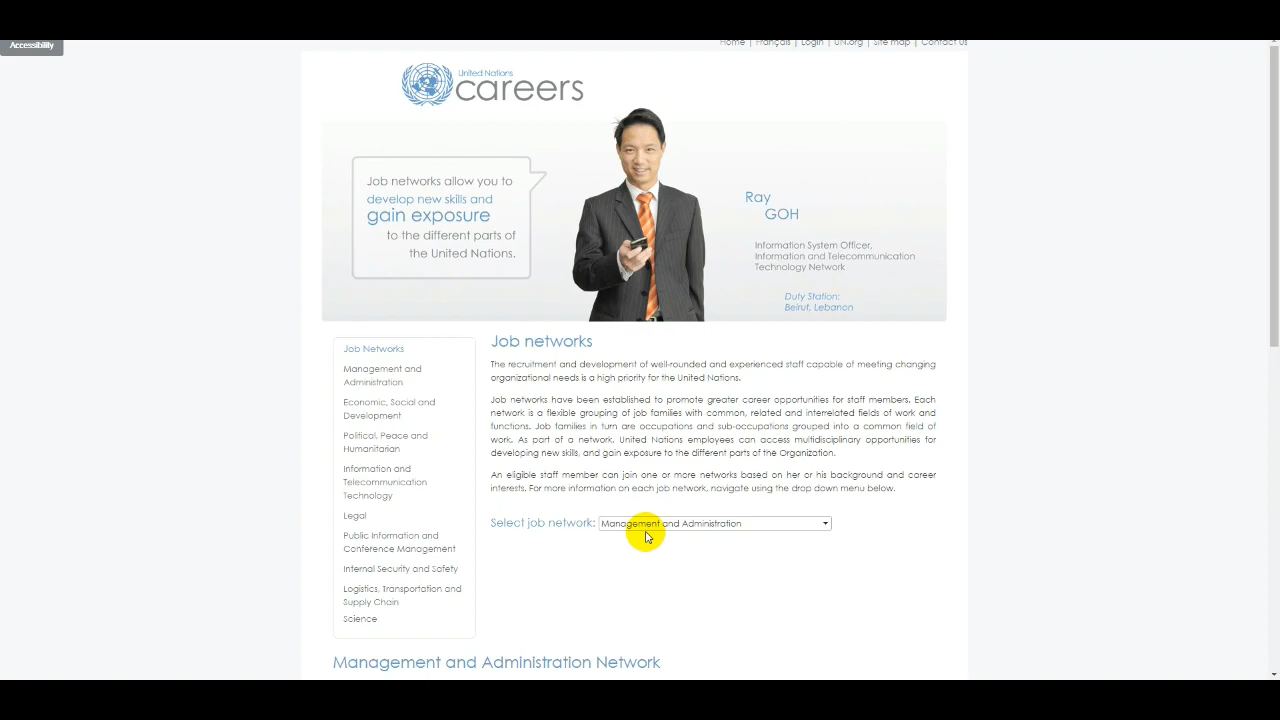 Accessibility
Home | Français | Login | UN.org | Site map | Contact Us
United Nations
careers
Job networks allow you to
develop new skills and
gain exposure
to the different parts of
the United Nations.
Ray
GOH
Information System Officer,
Information and Telecommunication
Technology Network
Duty Station:
Beirut, Lebanon
Job Networks
Management and
Administration
Economic, Social and
Development
Political, Peace and
Humanitarian
Information and
Telecommunication
Technology
Legal
Public Information and
Conference Management
Internal Security and Safety
Logistics, Transportation and
Supply Chain
Science
Job networks
The recruitment and development of well-rounded and experienced staff capable of meeting changing
organizational needs is a high priority for the United Nations.
Job networks have been established to promote greater career opportunities for staff members. Each
network is a flexible grouping of job families with common, related and interrelated fields of work and
functions. Job families in turn are occupations and sub-occupations grouped into a common field of
work. As part of a network, United Nations employees can access multidisciplinary opportunities for
developing new skills, and gain exposure to the different parts of the Organization.
An eligible staff member can join one or more networks based on her or his background and career
interests. For more information on each job network, navigate using the drop down menu below.
Select job network: Management and Administration
Management and Administration Network